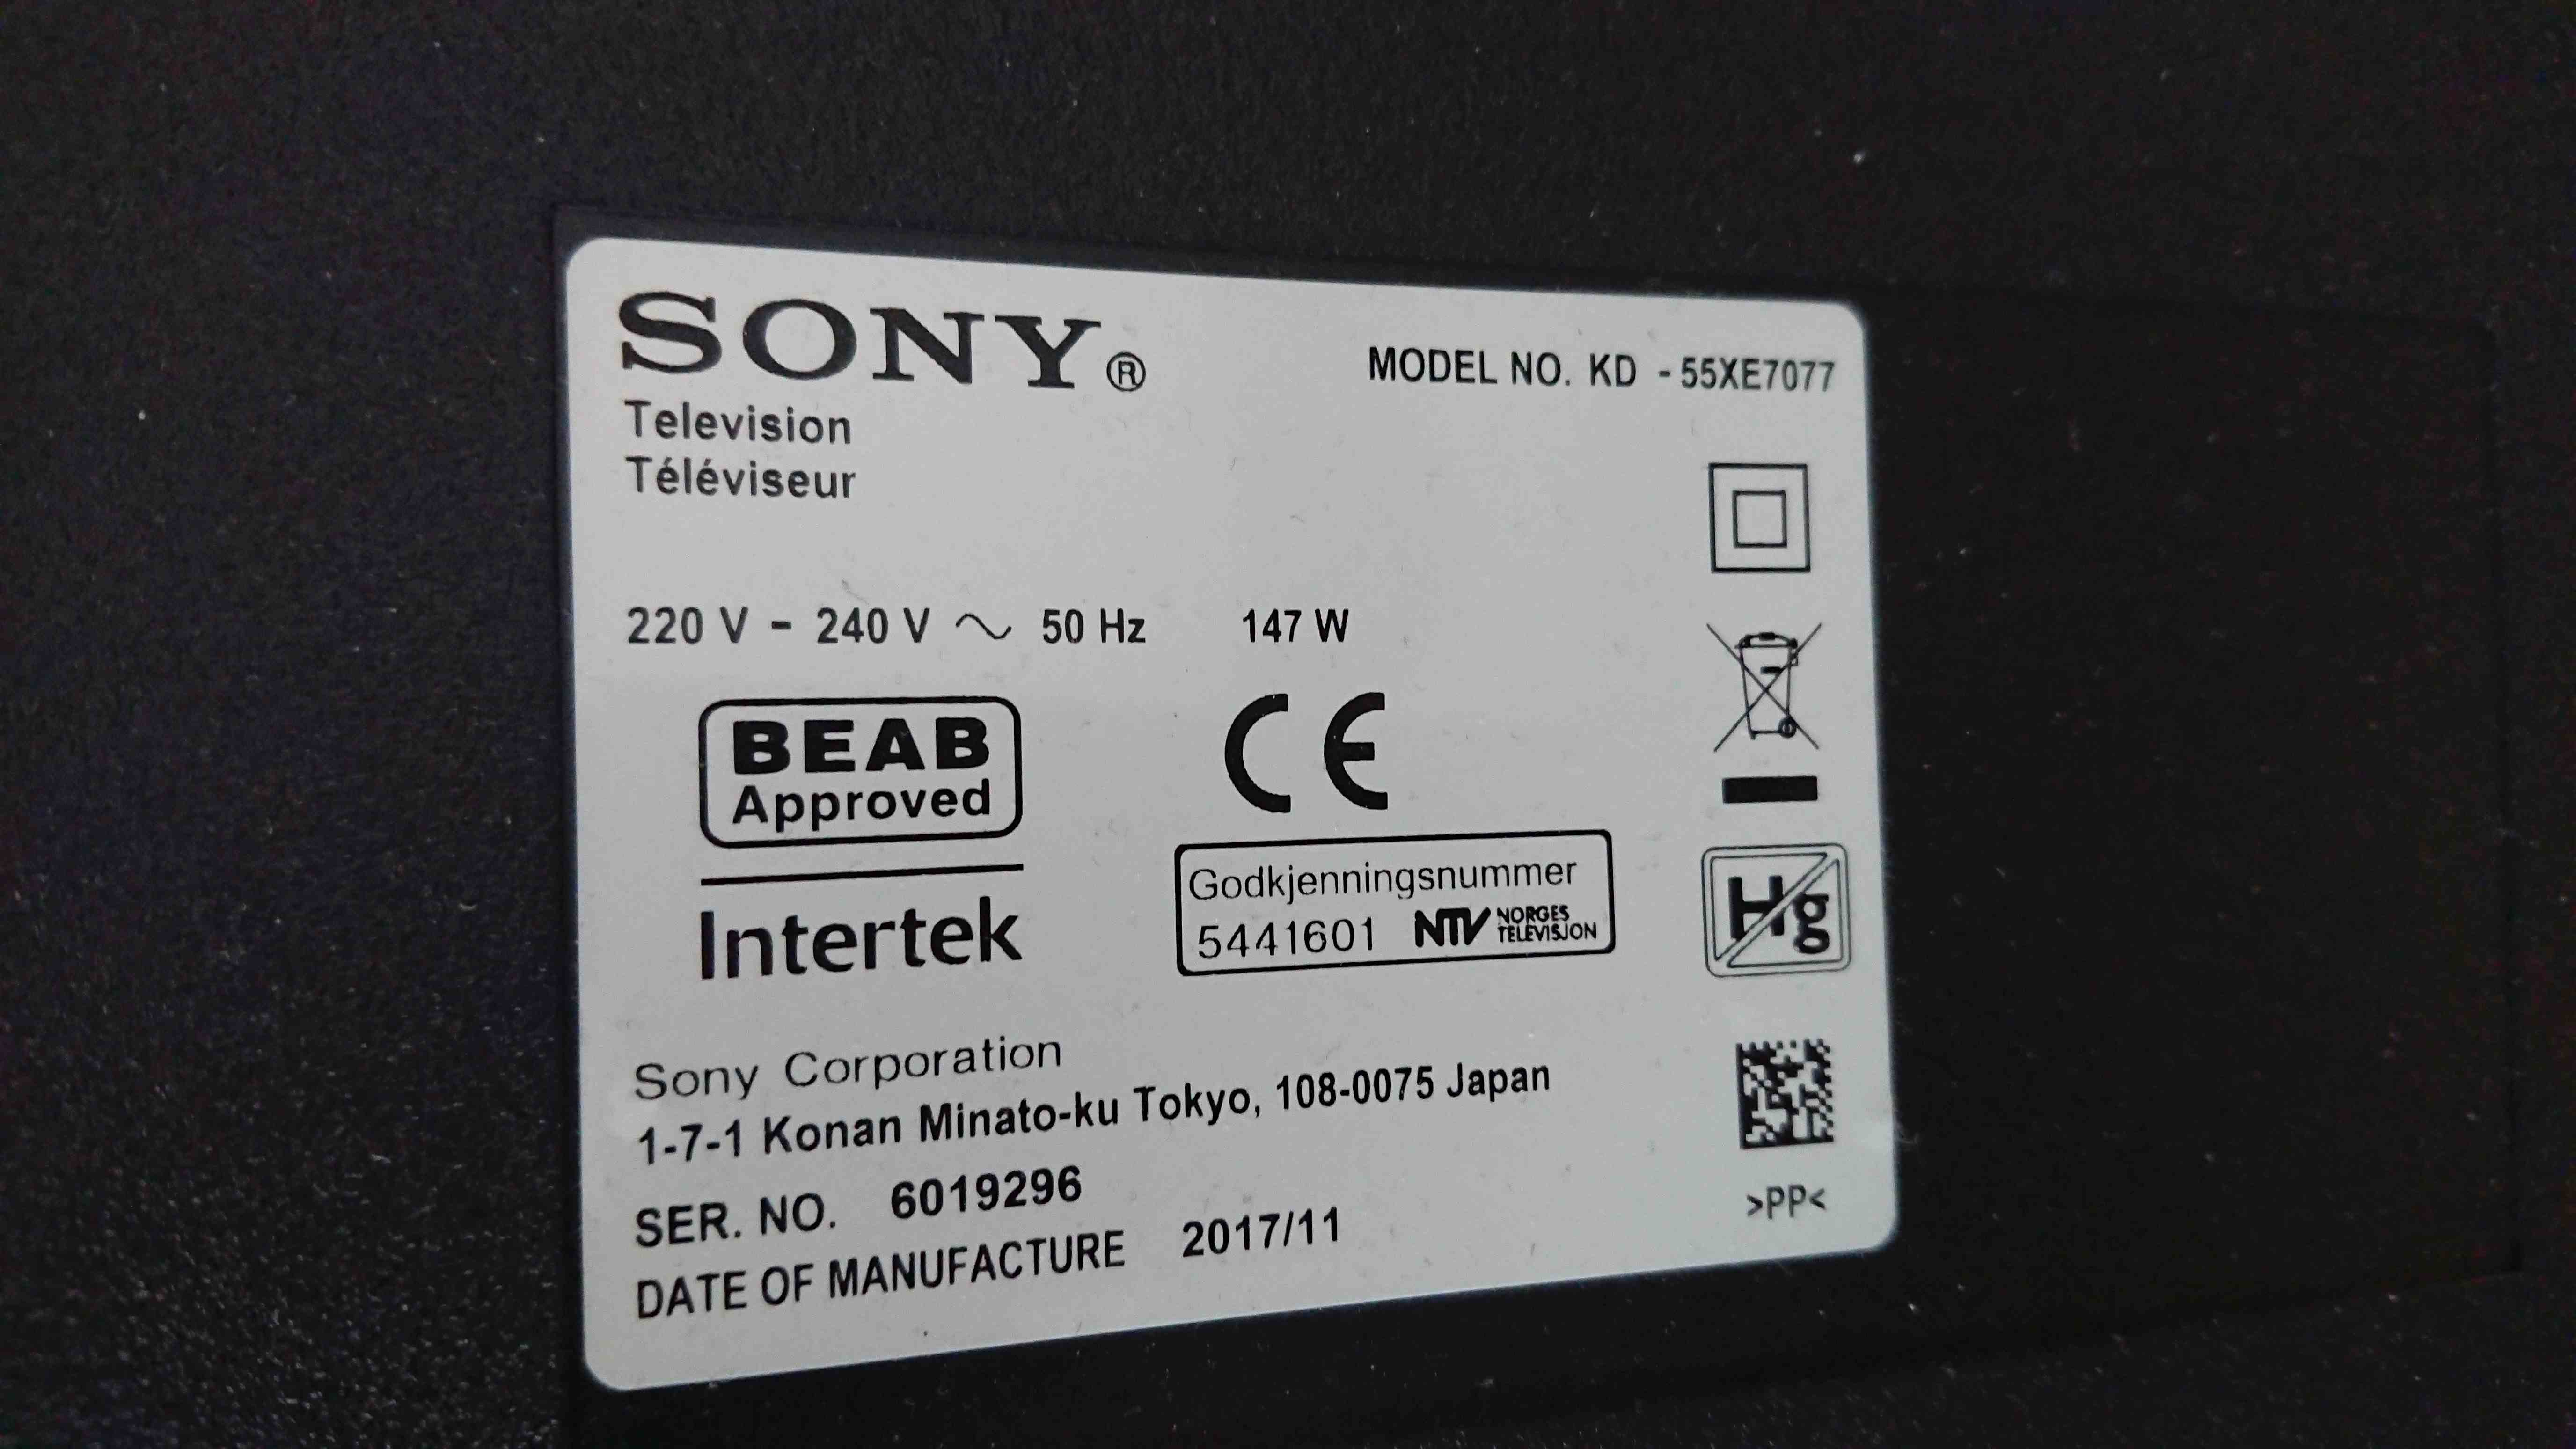 SONY®
MODEL NO. KD - 55XE7077
Television
Téléviseur
220 V - 240 V ~ 50 Hz 147 W
BEAB
Approved
Intertek
CE
Godkjenningsnummer
5441601 NTV NORGES TELEVISJON
Hg
Sony Corporation
1-7-1 Konan Minato-ku Tokyo, 108-0075 Japan
SER. NO. 6019296
DATE OF MANUFACTURE 2017/11
>PP<